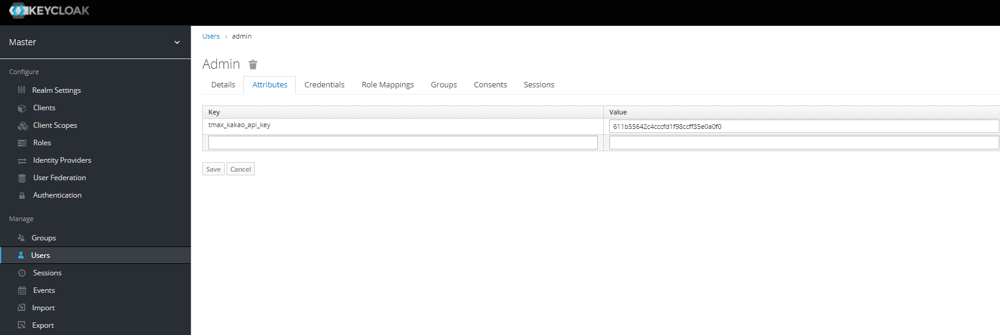 KEYCLOAK
Master
Configure
Realm Settings
Clients
Client Scopes
Roles
Identity Providers
User Federation
Authentication
Manage
Groups
Users
Sessions
Events
Import
Export
Users > admin
Admin
Details Attributes Credentials Role Mappings Groups Consents Sessions
Key Value
tmax_kakao_api_key 611b55642c4cccfd1f98ccff35e0a0f0
Save Cancel